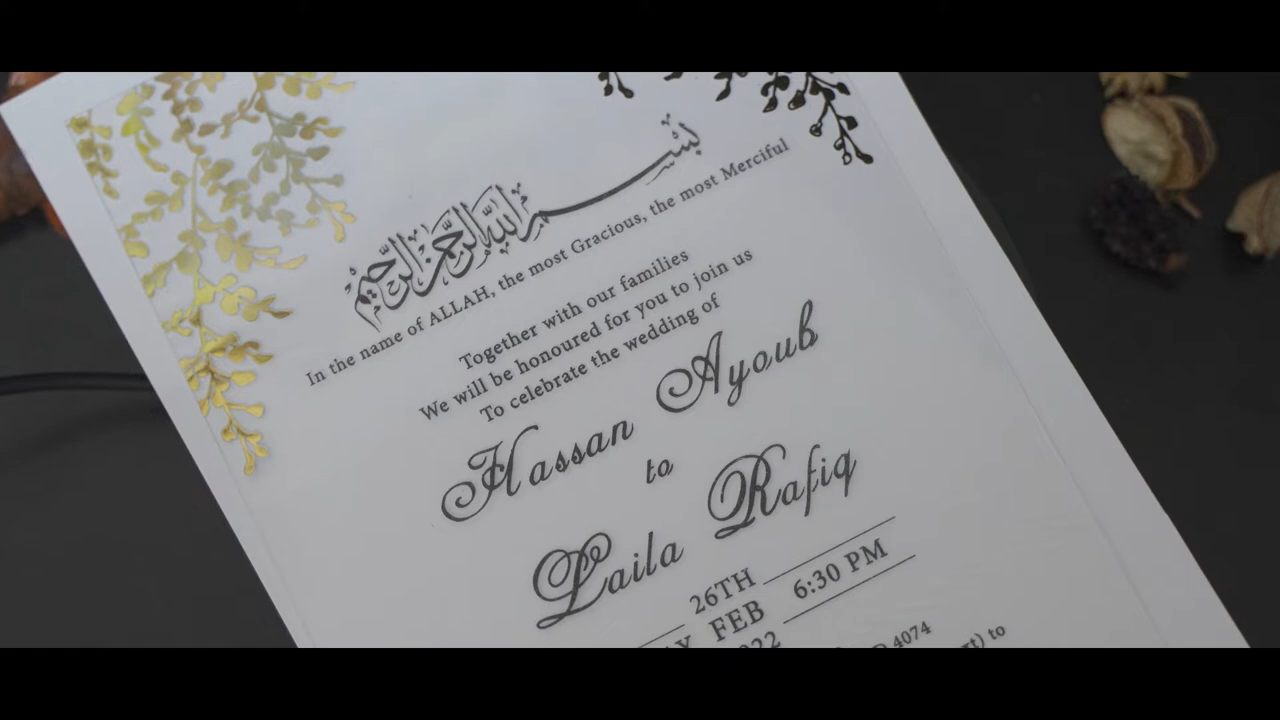 بسم الله الرحمن الرحيم
In the name of ALLAH, the most Gracious, the most Merciful
Together with our families
We will be honoured for you to join us
To celebrate the wedding of
Hassan Ayoub
to
Laila Rafiq
26TH
FEB 6:30 PM
4074
to